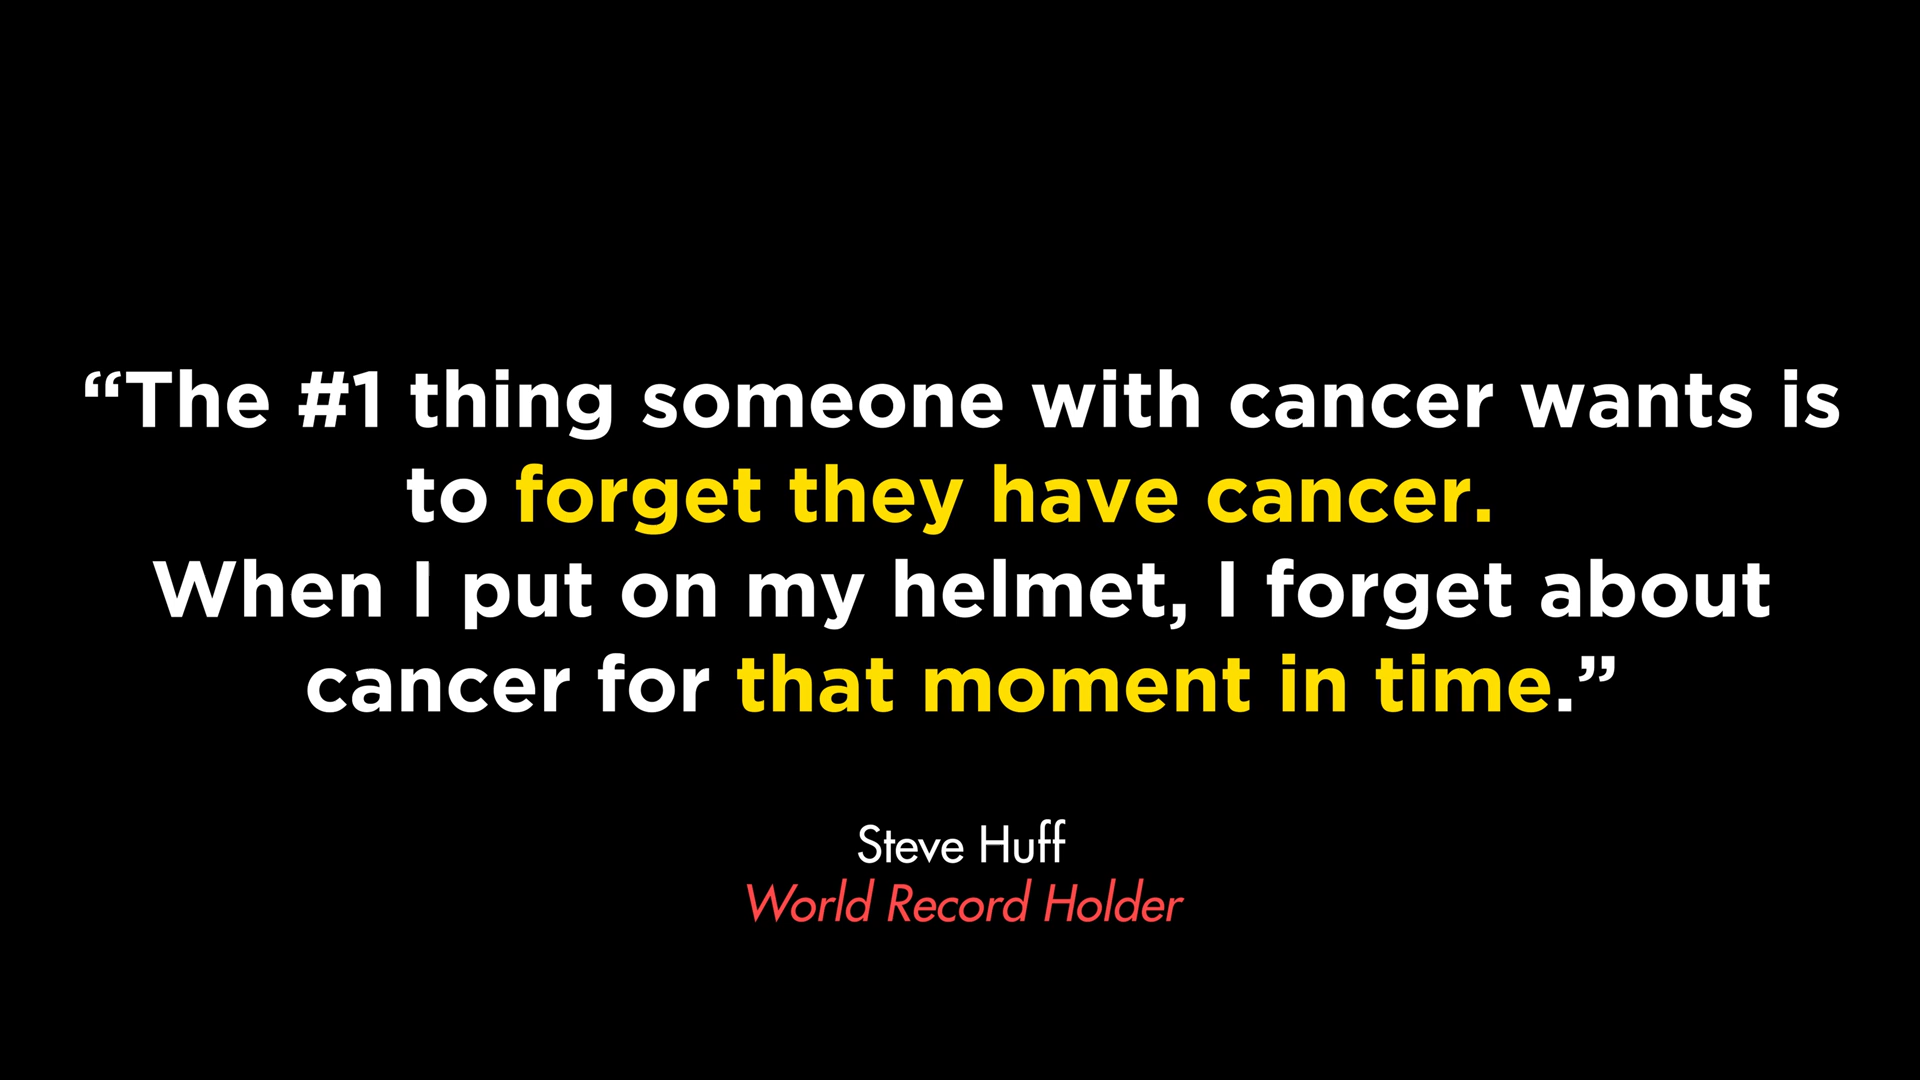 “The #1 thing someone with cancer wants is
to forget they have cancer.
When I put on my helmet, I forget about
cancer for that moment in time.”
Steve Huff
World Record Holder